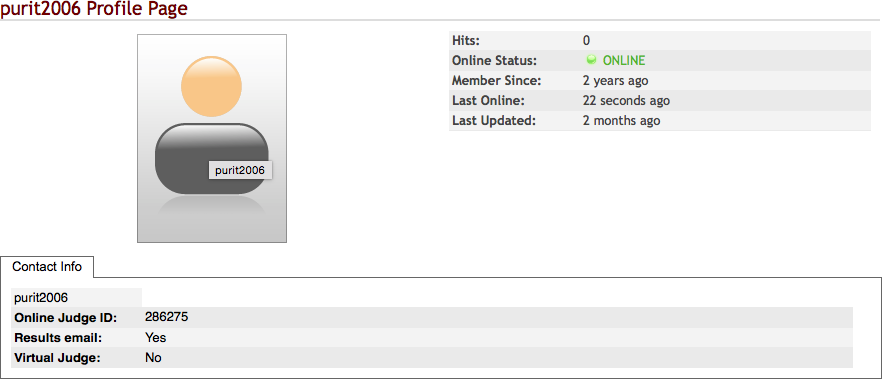 purit2006 Profile Page
Hits: 0
Online Status: ONLINE
Member Since: 2 years ago
Last Online: 22 seconds ago
Last Updated: 2 months ago
purit2006
Contact Info
purit2006
Online Judge ID: 286275
Results email: Yes
Virtual Judge: No